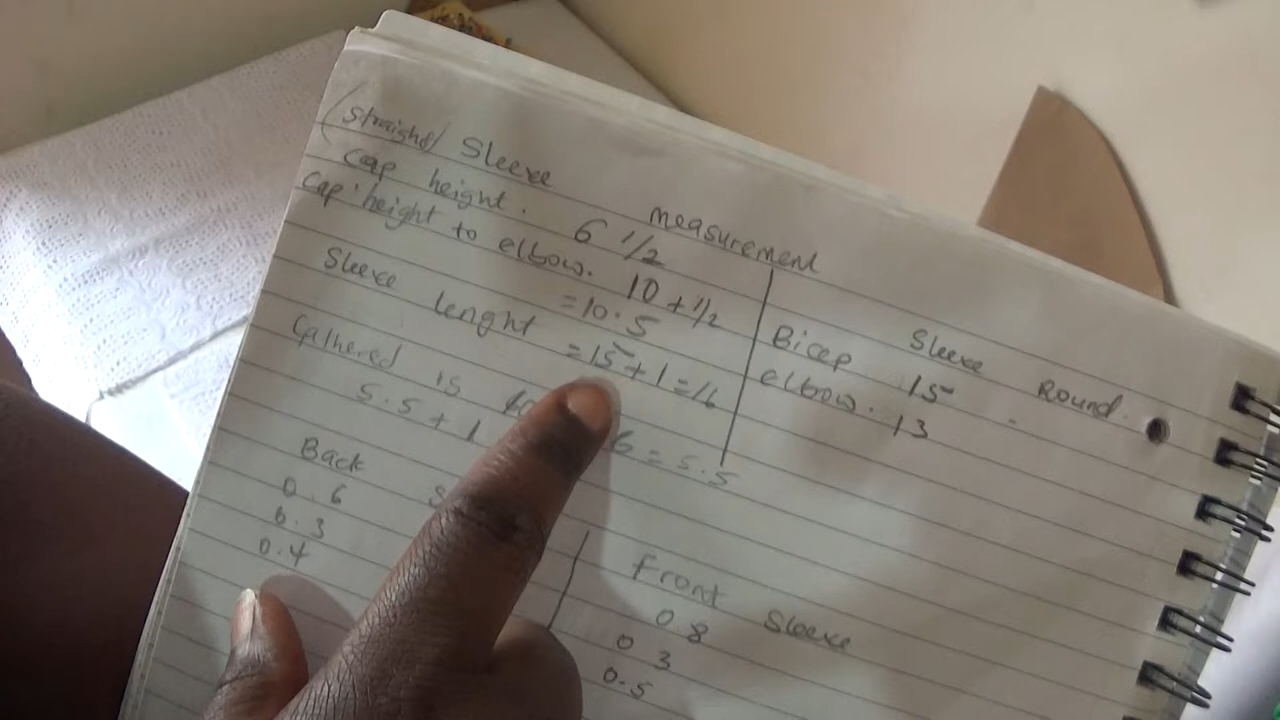 (Straight) Sleeve measurement
Cap height. 6 1/2
Cap height to elbow. 10 + 1/2
= 10.5
Sleeve lenght = 15 + 1 = 16
Sleeve Round.
Bicep 15
elbow. 13
Gathered is 6 = 5.5
5.5 + 1
Back
0.6
0.3
0.4
Front Sleeve
0 8
0 3
0.5